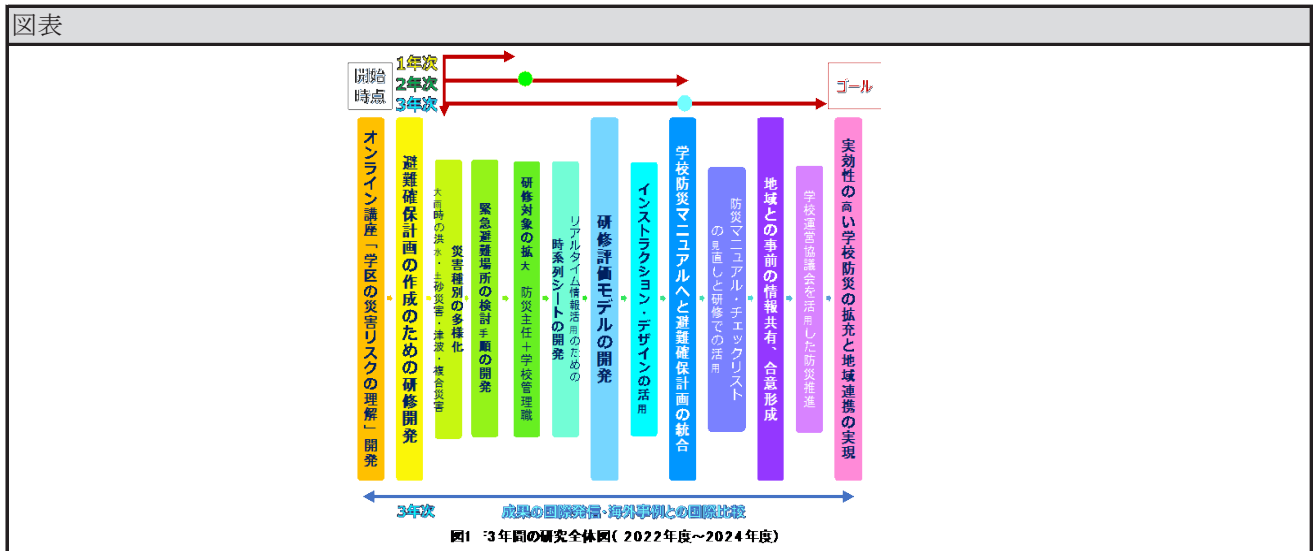 図表
開始
時点
1年次
2年次
3年次
ゴール
オンライン講座「学区の災害リスクの理解」開発
避難確保計画の作成のための研修開発
災害種別の多様化
大雨時の洪水・土砂災害・津波・複合災害
緊急避難場所の検討手順の開発
研修対象の拡大 防災主任+学校管理職
リアルタイム情報活用のための
時系列シートの開発
研修評価モデルの開発
インストラクション・デザインの活用
学校防災マニュアルへと避難確保計画の統合
防災マニュアル・チェックリスト
の見直しと研修での活用
地域との事前の情報共有、合意形成
学校運営協議会を活用した防災推進
実効性の高い学校防災の拡充と地域連携の実現
3年次
成果の国際発信・海外事例との国際比較
図1 3年間の研究全体図(2022年度~2024年度)